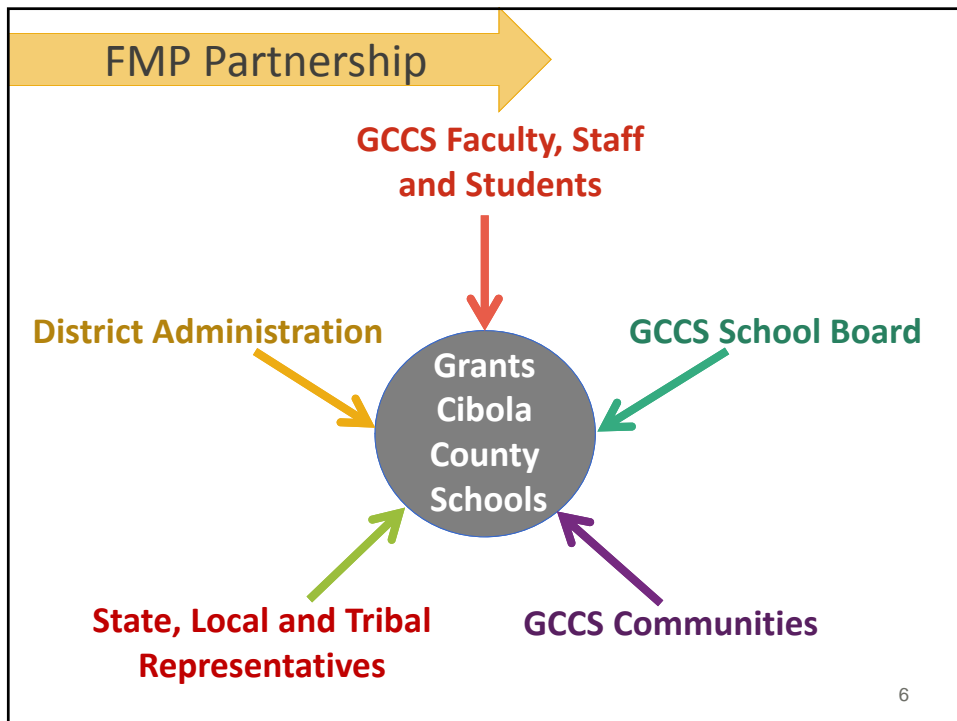 FMP Partnership
GCCS Faculty, Staff
and Students
District Administration
GCCS School Board
Grants
Cibola
County
Schools
State, Local and Tribal
Representatives
GCCS Communities
6